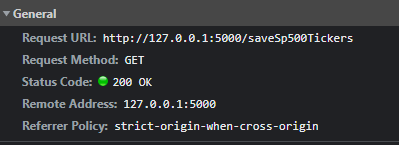 General
Request URL: http://127.0.0.1:5000/saveSp500Tickers
Request Method: GET
Status Code: 200 OK
Remote Address: 127.0.0.1:5000
Referrer Policy: strict-origin-when-cross-origin